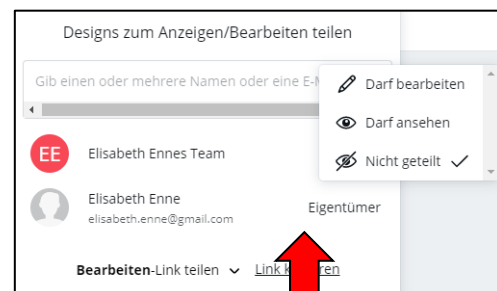 Designs zum Anzeigen/Bearbeiten teilen
Gib einen oder mehrere Namen oder eine
Darf bearbeiten
Darf ansehen
Nicht geteilt
EE
Elisabeth Ennes Team
Elisabeth Enne
elisabeth.enne@gmail.com
Eigentümer
Bearbeiten-Link teilen Link